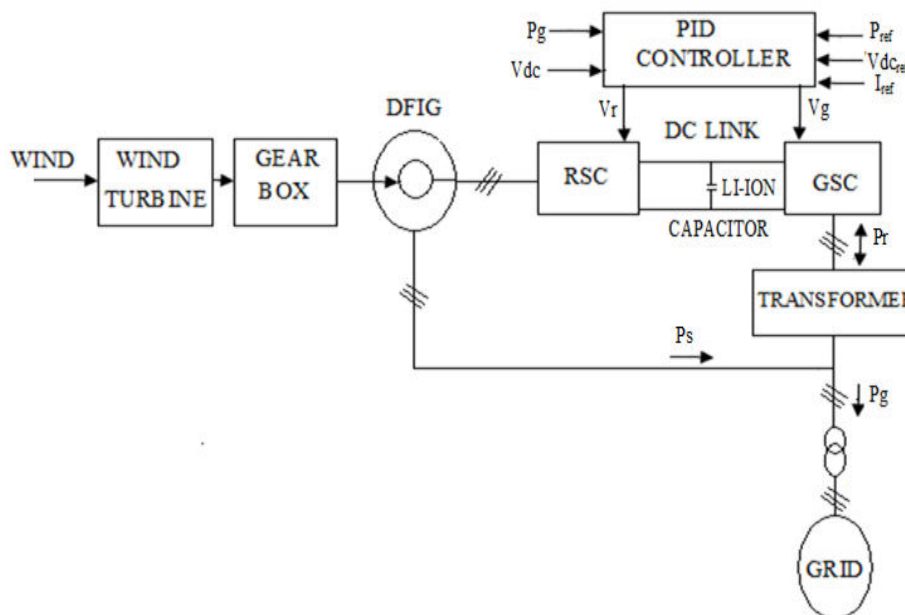 Pg
Vdc
PID
CONTROLLER
Pref
Vdcre
Iref
Vr
Vg
DFIG
DC LINK
WIND
WIND
TURBINE
GEAR
BOX
RSC
LI-ION
GSC
CAPACITOR
Pr
TRANSFORMER
Ps
Pg
GRID